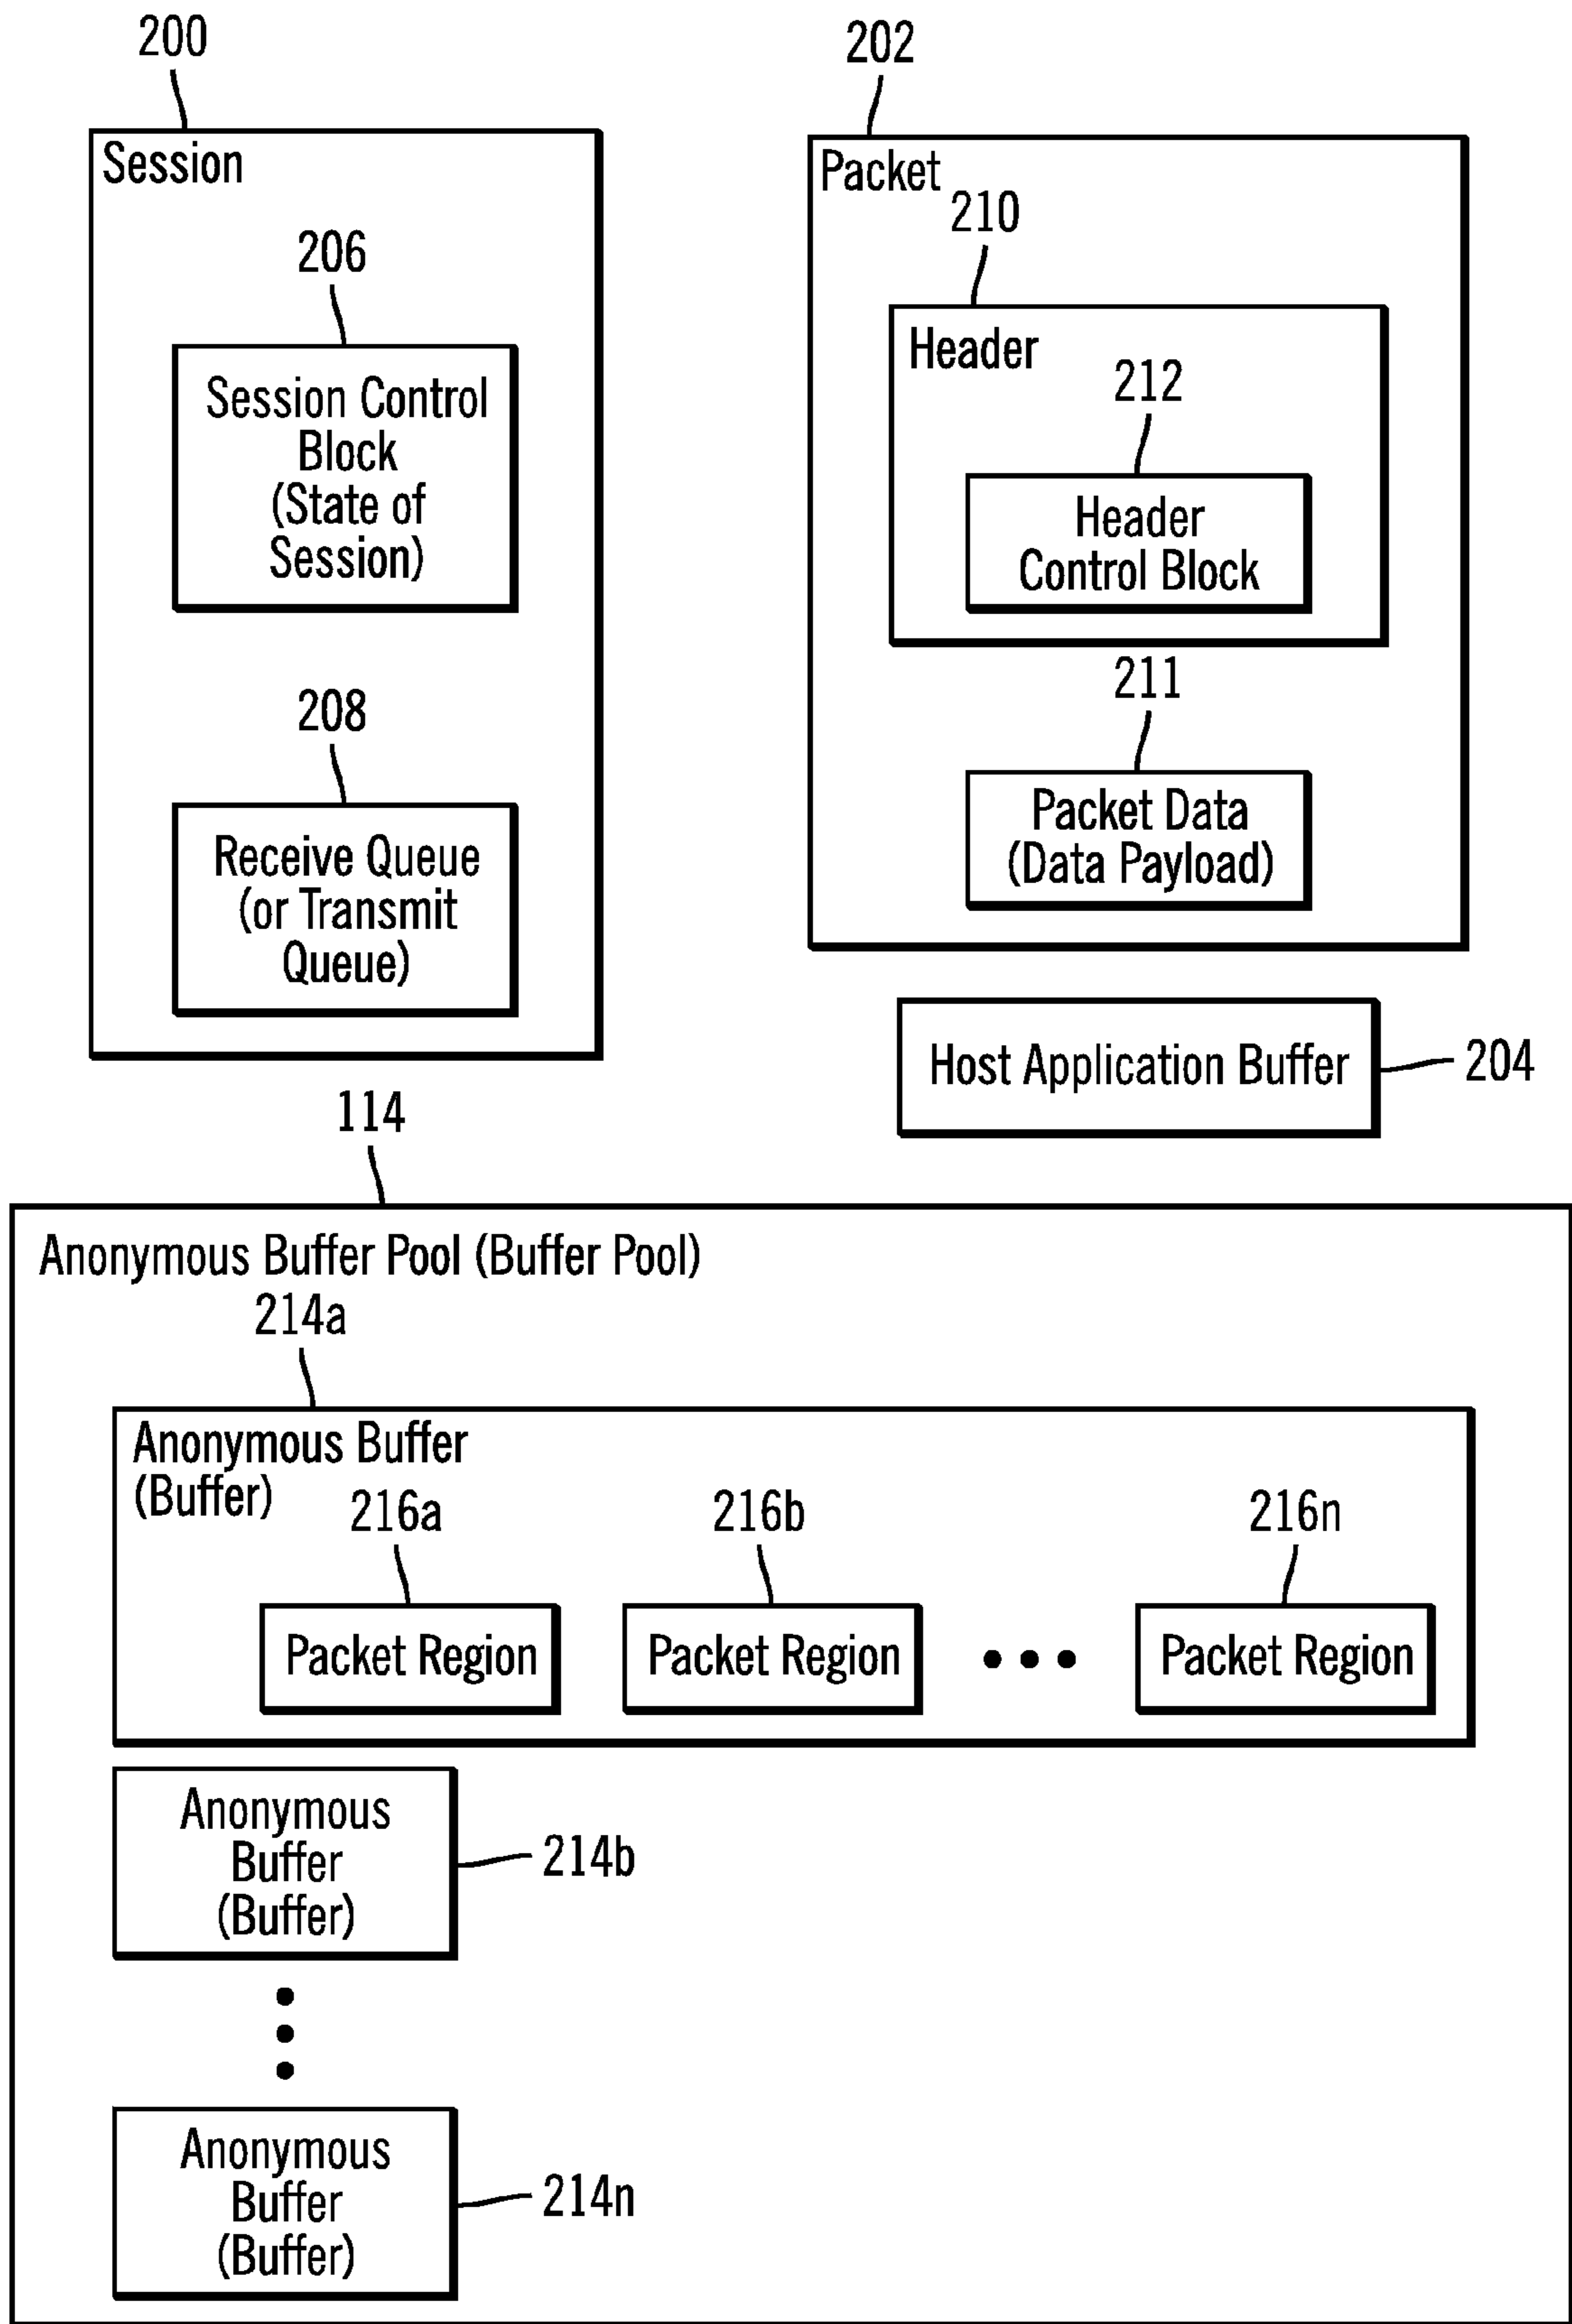 200
Session
206
Session Control
Block
(State of
Session)
208
Receive Queue
(or Transmit
Queue)
202
Packet
210
Header
212
Header
Control Block
211
Packet Data
(Data Payload)
Host Application Buffer
204
114
Anonymous Buffer Pool (Buffer Pool)
214a
Anonymous Buffer
(Buffer)
216a
216b
216n
Packet Region
Packet Region
Packet Region
Anonymous
Buffer
(Buffer)
214b
Anonymous
Buffer
(Buffer)
214n